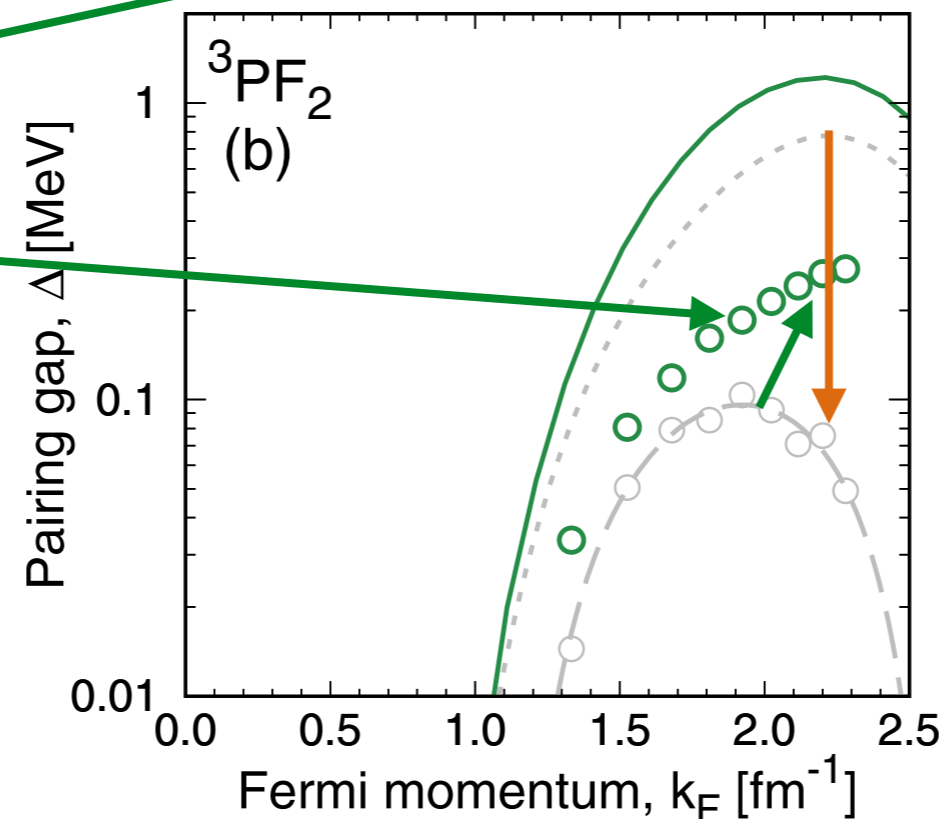 ³PF₂
(b)
1
0.1
0.01
Pairing gap, Δ [MeV]
0.0 0.5 1.0 1.5 2.0 2.5
Fermi momentum, k_F [fm⁻¹]